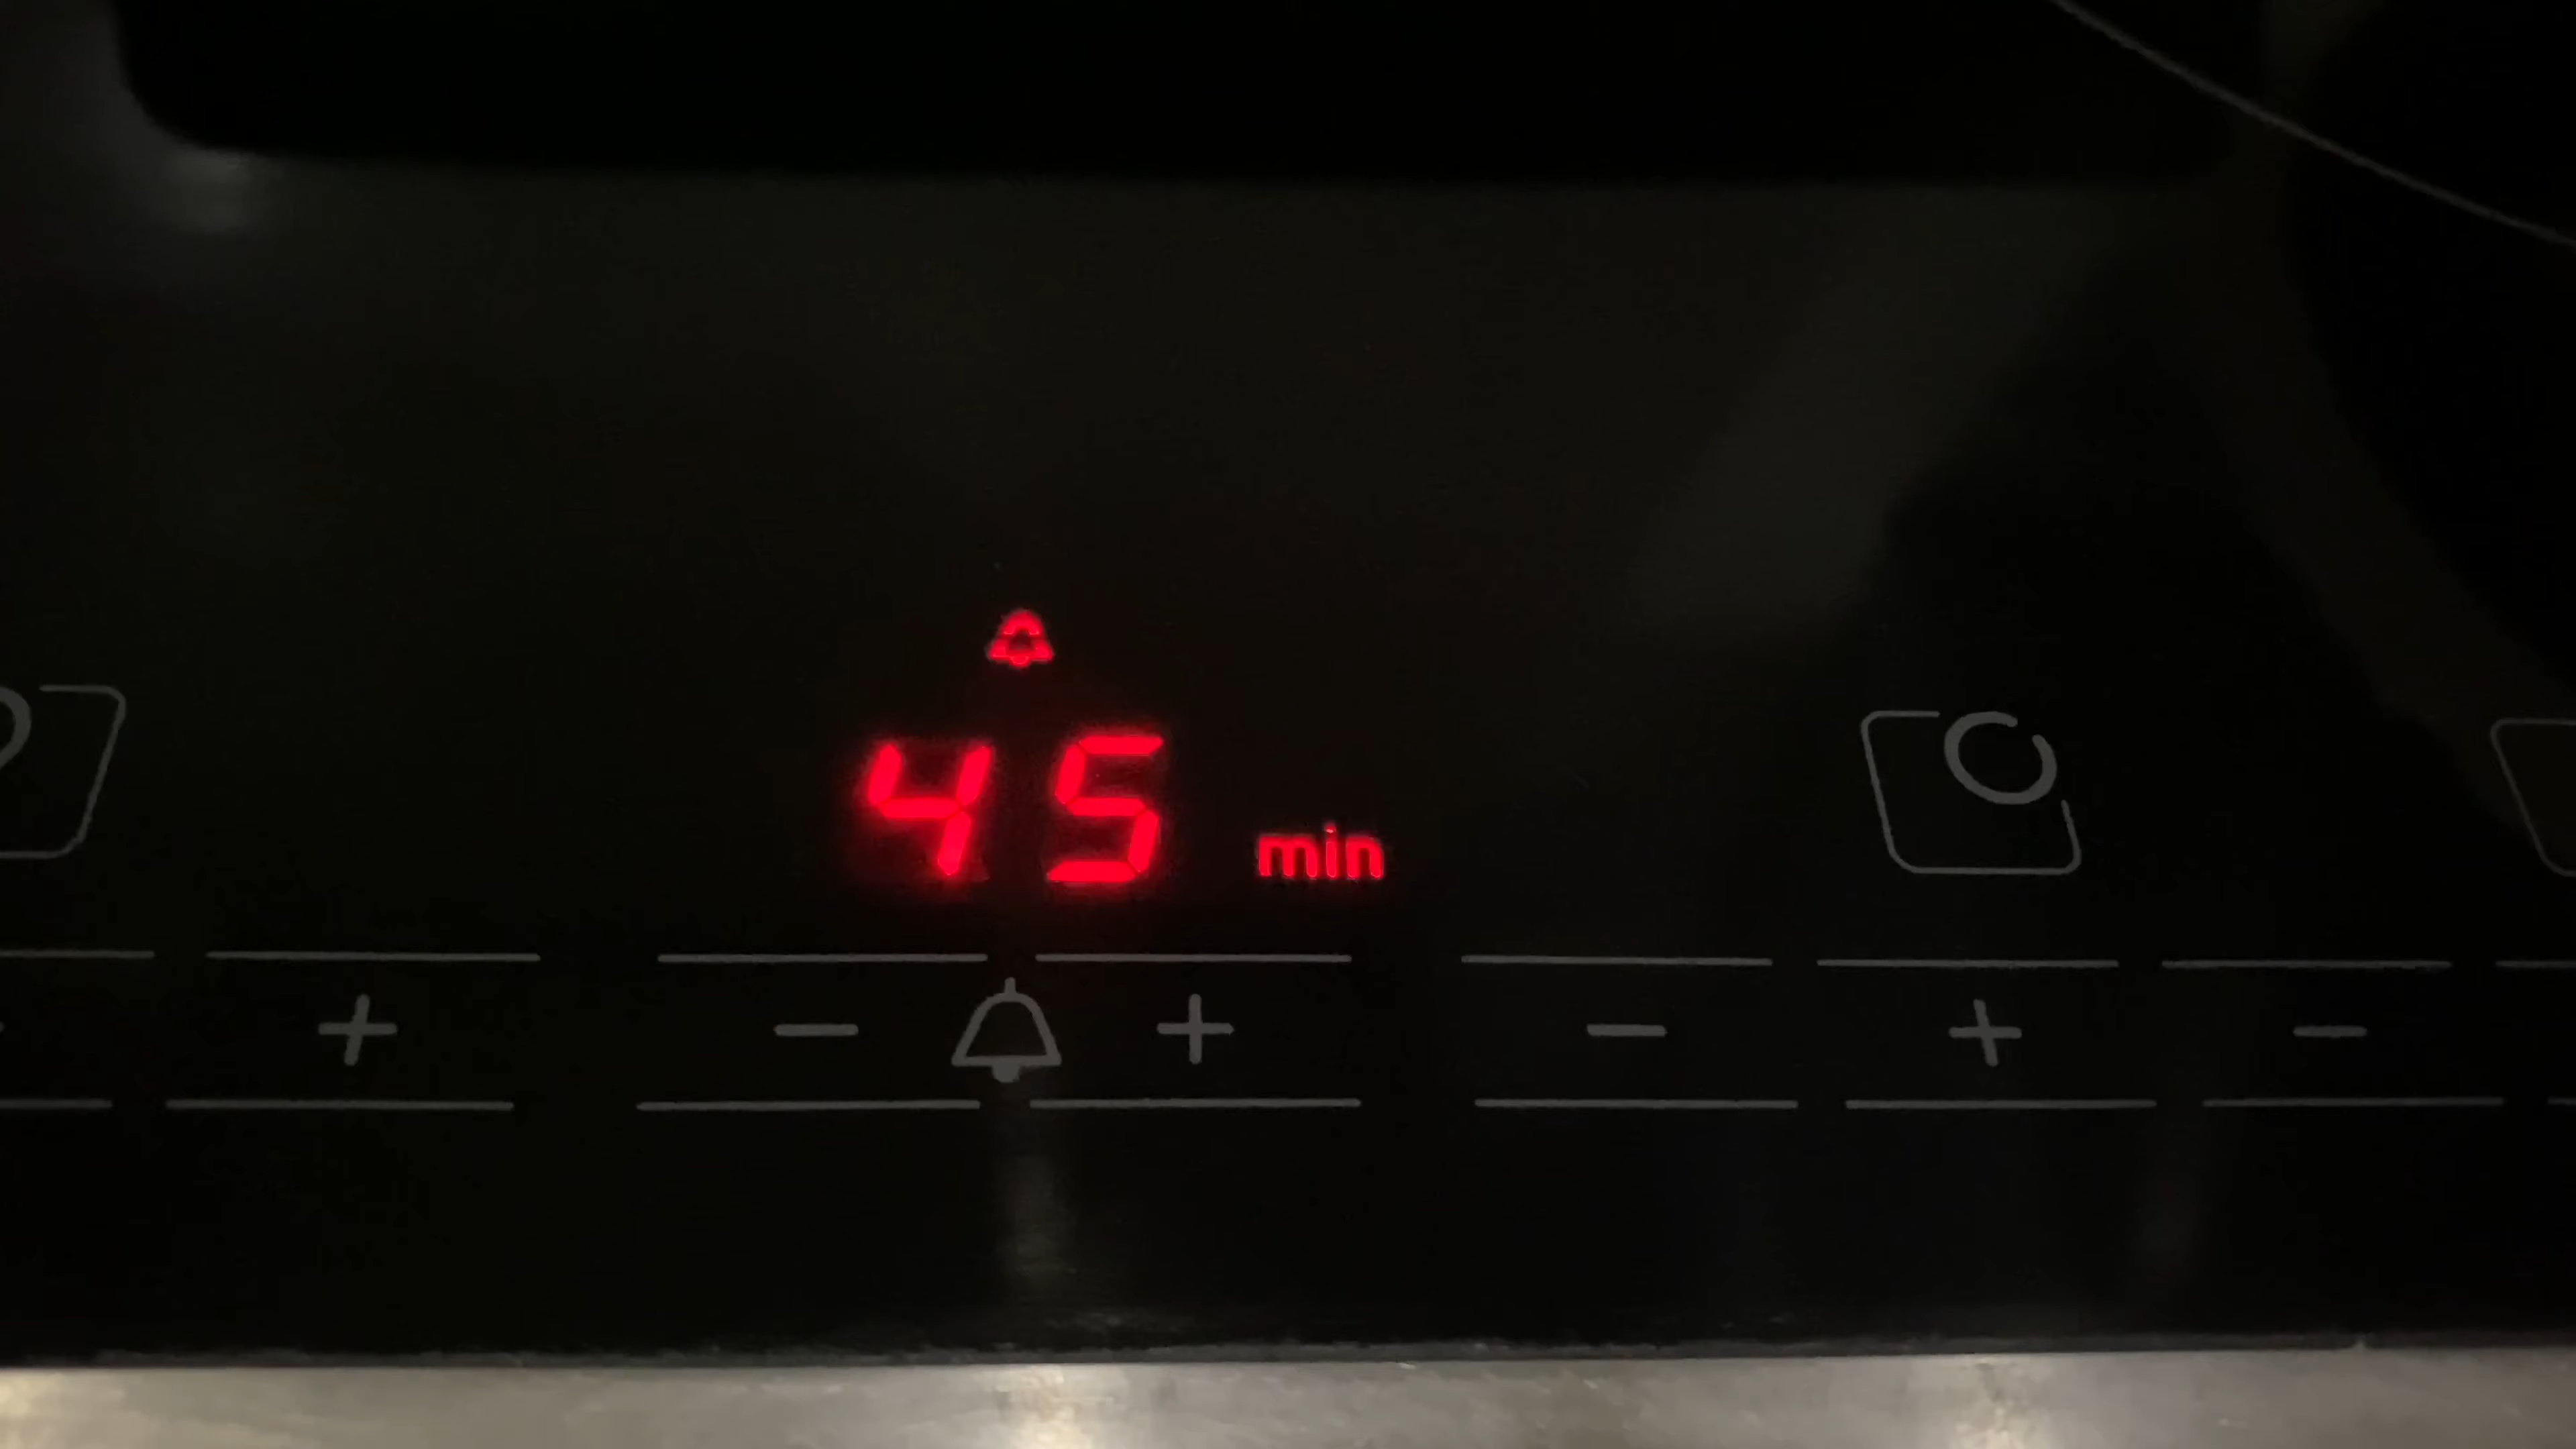 45 min
+ - + - + -